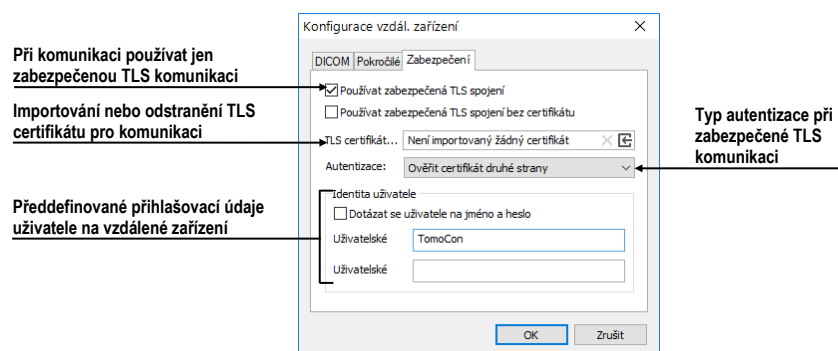 Konfigurace vzdál. zařízení
DICOM Pokročilé Zabezpečení
Při komunikaci používat jen
zabezpečenou TLS komunikaci
Používat zabezpečená TLS spojení
Používat zabezpečená TLS spojení bez certifikátu
Importování nebo odstranění TLS
certifikátu pro komunikaci
TLS certifikát... Není importovaný žádný certifikát
Typ autentizace při
zabezpečené TLS
komunikaci
Autentizace: Ověřit certifikát druhé strany
Identita uživatele
Předdefinované přihlašovací údaje
uživatele na vzdálené zařízení
Dotázat se uživatele na jméno a heslo
Uživatelské TomoCon
Uživatelské
OK Zrušit